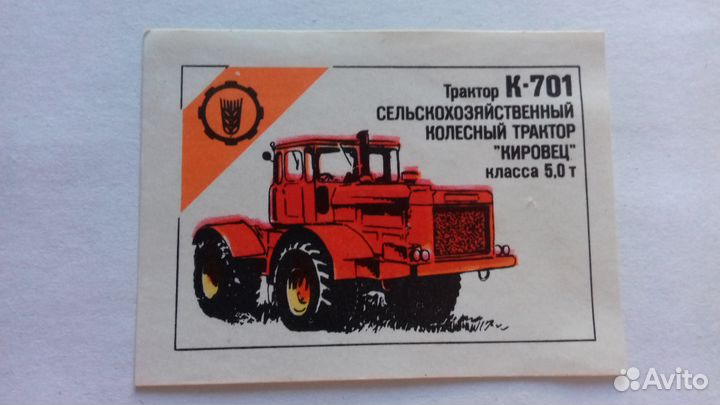 Трактор К-701
СЕЛЬСКОХОЗЯЙСТВЕННЫЙ
КОЛЕСНЫЙ ТРАКТОР
"КИРОВЕЦ"
класса 5,0 т
Avito